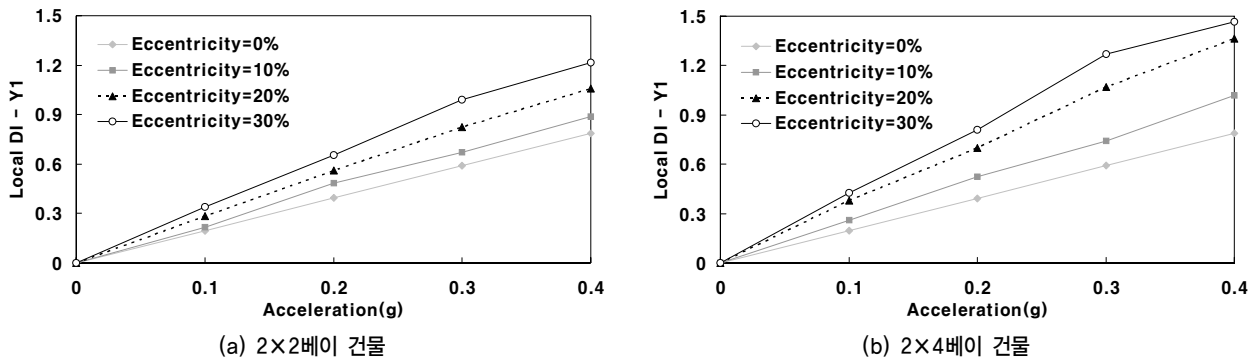 1.5
1.2
0.9
0.6
0.3
0
Local DI - Y1
Eccentricity=0%
Eccentricity=10%
Eccentricity=20%
Eccentricity=30%
0 0.1 0.2 0.3 0.4
Acceleration(g)
(a) 2×2베이 건물
1.5
1.2
0.9
0.6
0.3
0
Local DI - Y1
Eccentricity=0%
Eccentricity=10%
Eccentricity=20%
Eccentricity=30%
0 0.1 0.2 0.3 0.4
Acceleration(g)
(b) 2×4베이 건물